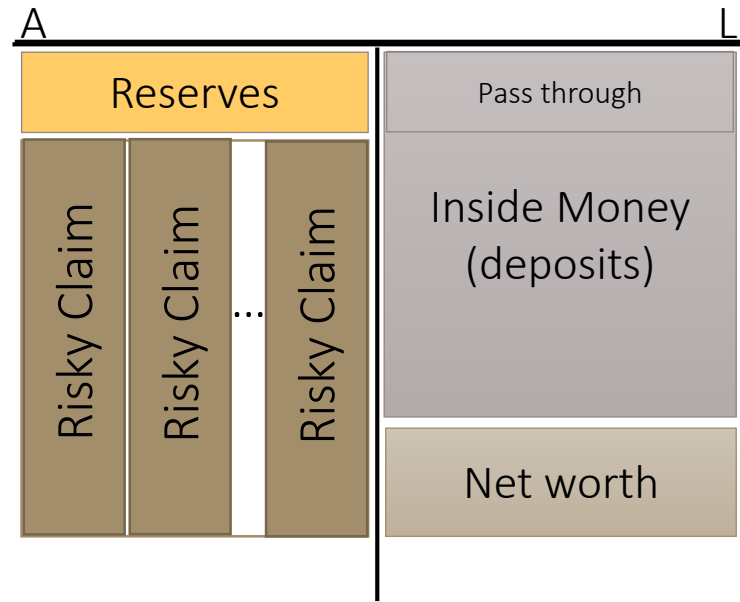 A
L
Reserves
Pass through
Risky Claim
Risky Claim
...
Risky Claim
Inside Money
(deposits)
Net worth